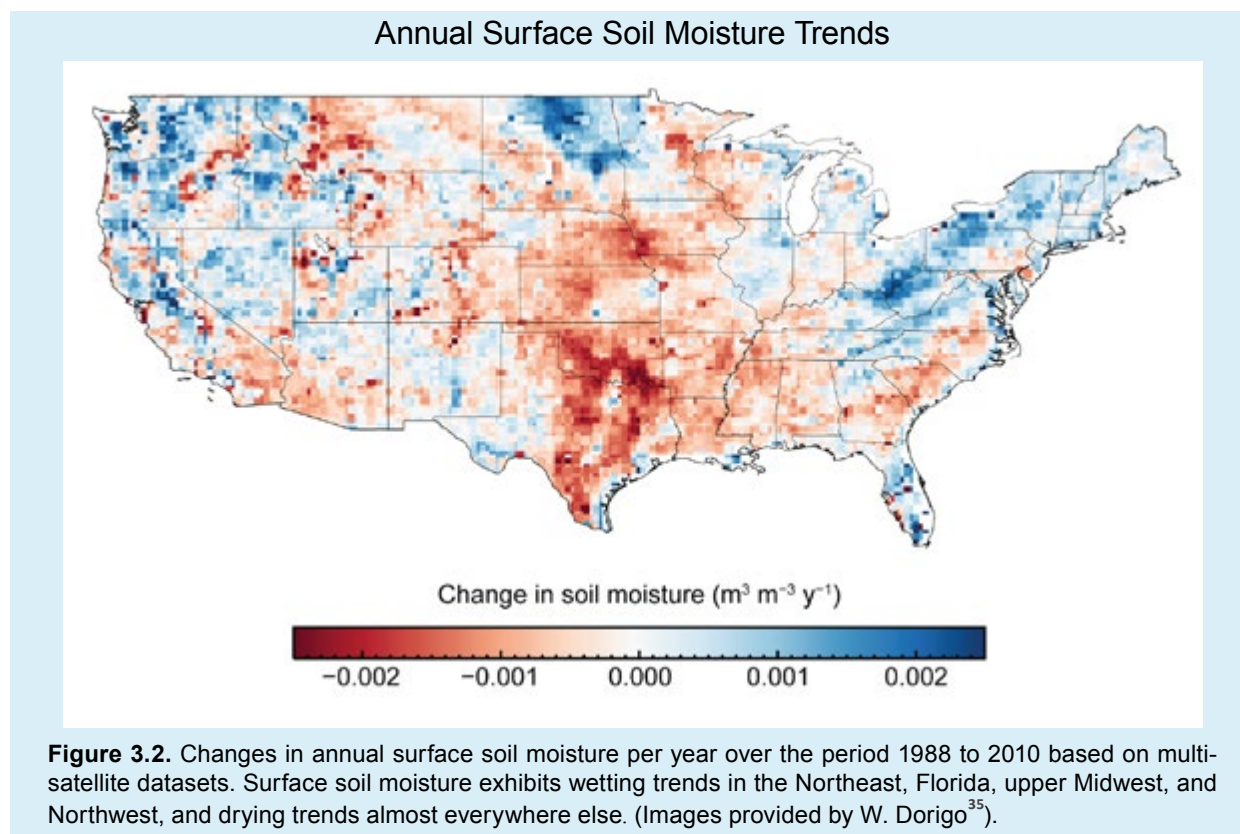 Annual Surface Soil Moisture Trends
Change in soil moisture (m³ m⁻³ y⁻¹)
−0.002 −0.001 0.000 0.001 0.002
Figure 3.2. Changes in annual surface soil moisture per year over the period 1988 to 2010 based on multi-
satellite datasets. Surface soil moisture exhibits wetting trends in the Northeast, Florida, upper Midwest, and
Northwest, and drying trends almost everywhere else. (Images provided by W. Dorigo³⁵).